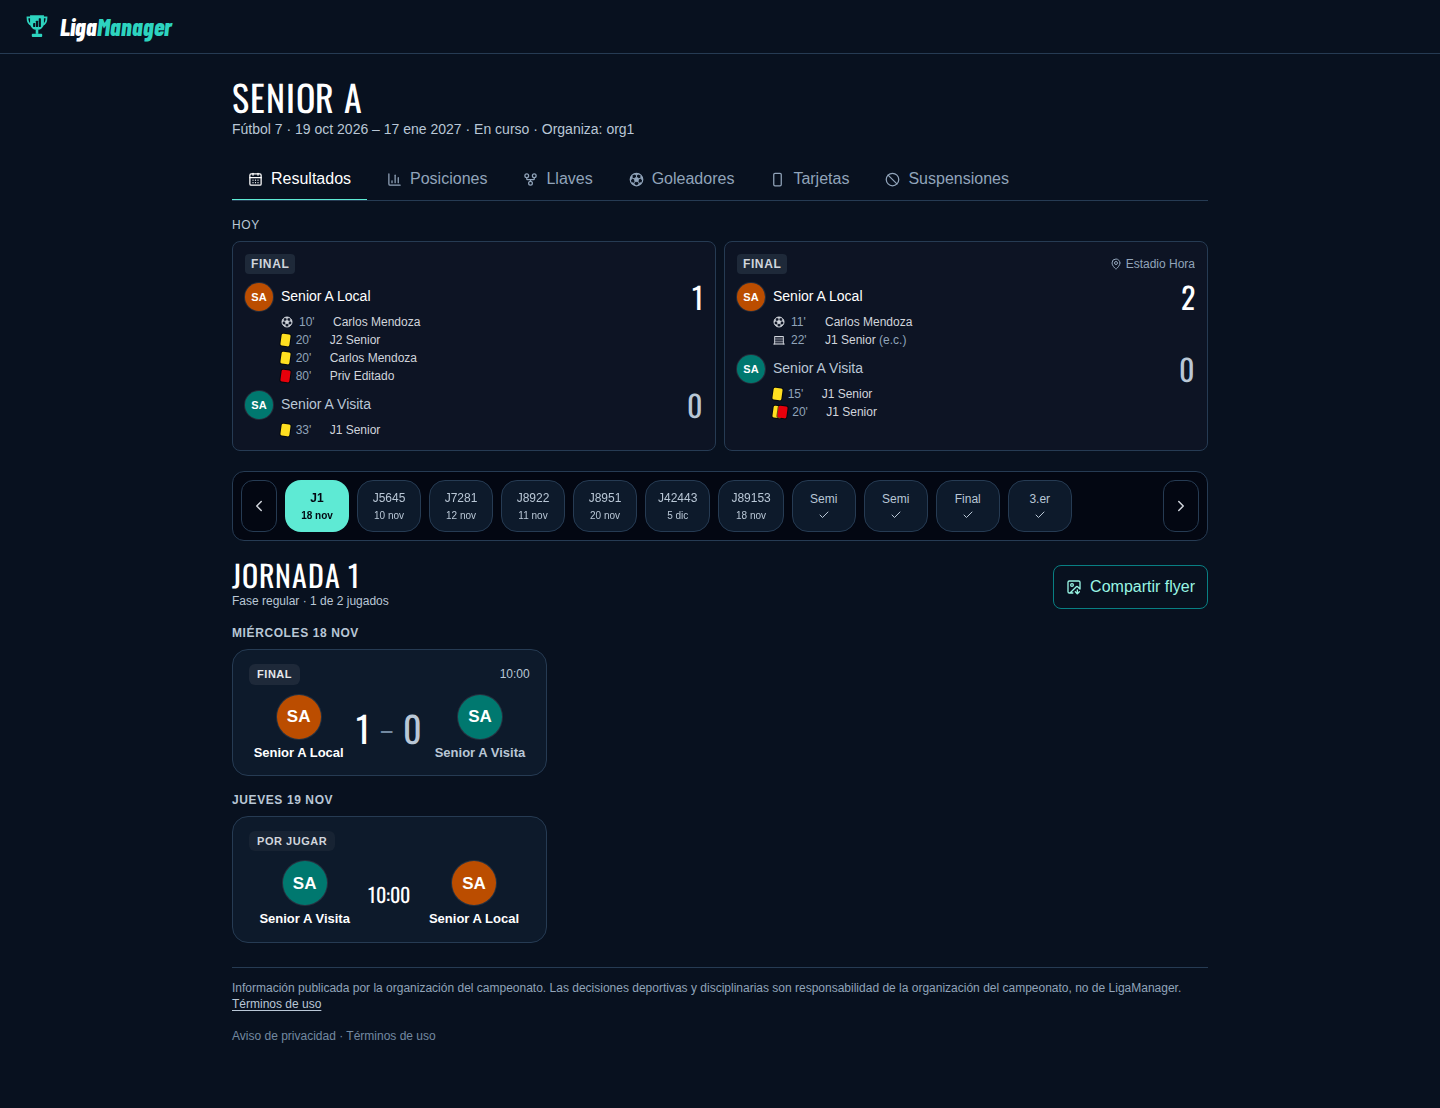 LigaManager
SENIOR A
Fútbol 7 · 19 oct 2026 – 17 ene 2027 · En curso · Organiza: org1
Resultados Posiciones Llaves Goleadores Tarjetas Suspensiones
HOY
FINAL
SA Senior A Local 1
10' Carlos Mendoza
20' J2 Senior
20' Carlos Mendoza
80' Priv Editado
SA Senior A Visita 0
33' J1 Senior
FINAL Estadio Hora
SA Senior A Local 2
11' Carlos Mendoza
22' J1 Senior (e.c.)
SA Senior A Visita 0
15' J1 Senior
20' J1 Senior
J1 J5645 J7281 J8922 J8951 J42443 J89153 Semi Semi Final 3.er
18 nov 10 nov 12 nov 11 nov 20 nov 5 dic 18 nov
JORNADA 1
Compartir flyer
Fase regular · 1 de 2 jugados
MIÉRCOLES 18 NOV
FINAL 10:00
SA 1 – 0 SA
Senior A Local Senior A Visita
JUEVES 19 NOV
POR JUGAR
SA 10:00 SA
Senior A Visita Senior A Local
Información publicada por la organización del campeonato. Las decisiones deportivas y disciplinarias son responsabilidad de la organización del campeonato, no de LigaManager.
Términos de uso
Aviso de privacidad · Términos de uso